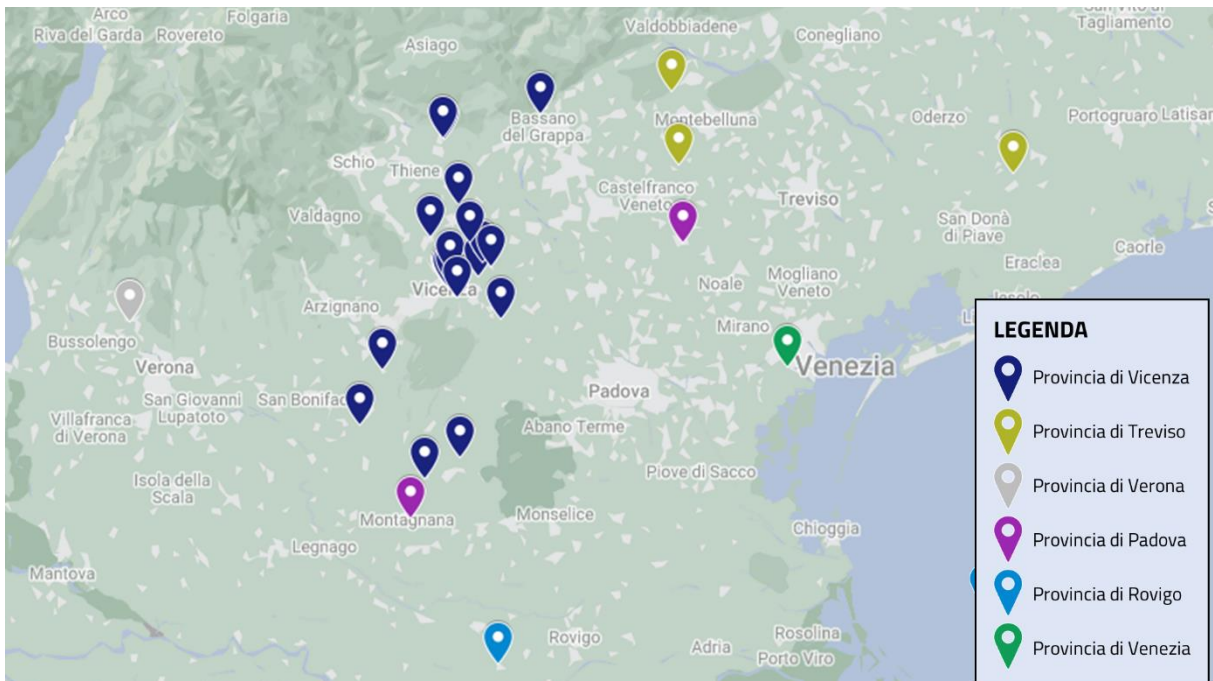 Arco
Folgaria
Riva del Garda
Rovereto
Asiago
Valdobbiadene
Conegliano
San Vito al
Tagliamento
Bassano
del Grappa
Montebelluna
Oderzo
Portogruaro
Schio
Thiene
Castelfranco
Veneto
Treviso
Valdagno
San Donà
di Piave
Caorle
Eraclea
Noale
Mogliano
Veneto
Arzignano
Vicenza
Mirano
Bussolengo
Verona
Venezia
Padova
San Giovanni
Lupatoto
San Bonifac
Villafranca
di Verona
Abano Terme
Piove di Sacco
Isola della
Scala
Montagnana
Monselice
Chioggia
Legnago
Mantova
Rovigo
Adria
Rosolina
Porto Viro
LEGENDA
Provincia di Vicenza
Provincia di Treviso
Provincia di Verona
Provincia di Padova
Provincia di Rovigo
Provincia di Venezia